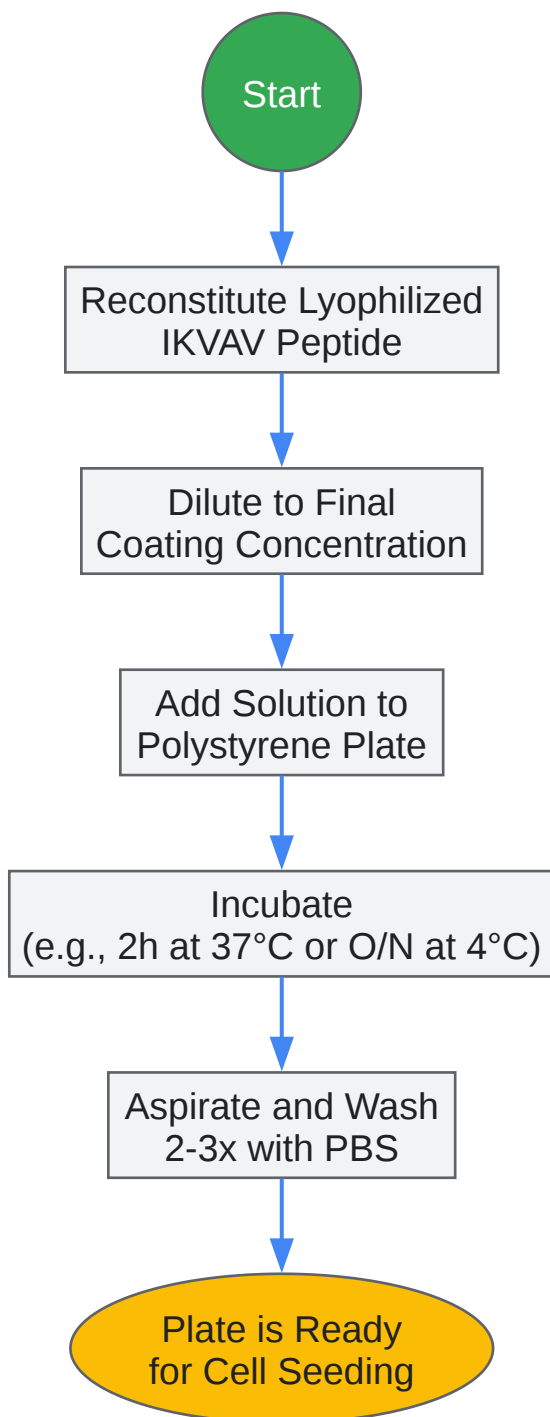 Start
Reconstitute Lyophilized
IKVAV Peptide
Dilute to Final
Coating Concentration
Add Solution to
Polystyrene Plate
Incubate
(e.g., 2h at 37°C or O/N at 4°C)
Aspirate and Wash
2-3x with PBS
Plate is Ready
for Cell Seeding